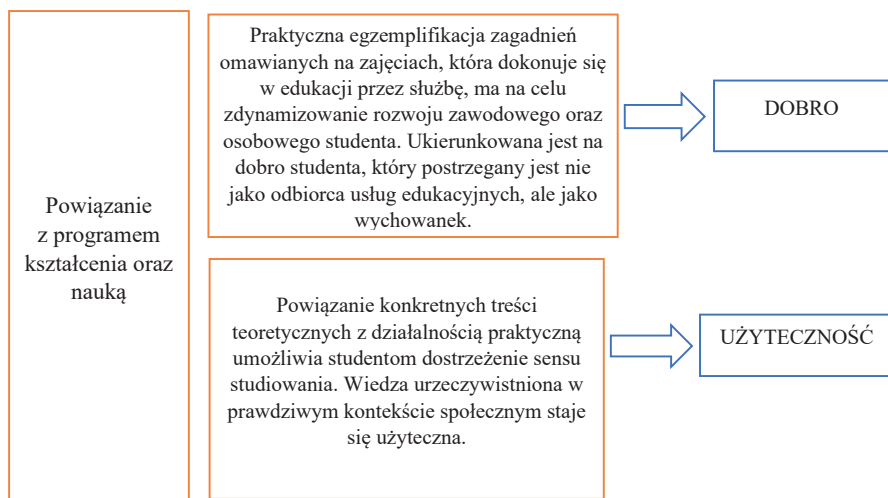 Powiązanie
z programem
kształcenia oraz
nauką
Praktyczna egzemplifikacja zagadnień
omawianych na zajęciach, która dokonuje się
w edukacji przez służbę, ma na celu
zdynamizowanie rozwoju zawodowego oraz
osobowego studenta. Ukierunkowana jest na
dobro studenta, który postrzegany jest nie
jako odbiorca usług edukacyjnych, ale jako
wychowanek.
DOBRO
Powiązanie konkretnych treści
teoretycznych z działalnością praktyczną
umożliwia studentom dostrzeżenie sensu
studiowania. Wiedza urzeczywistniona w
prawdziwym kontekście społecznym staje
się użyteczna.
UŻYTECZNOŚĆ